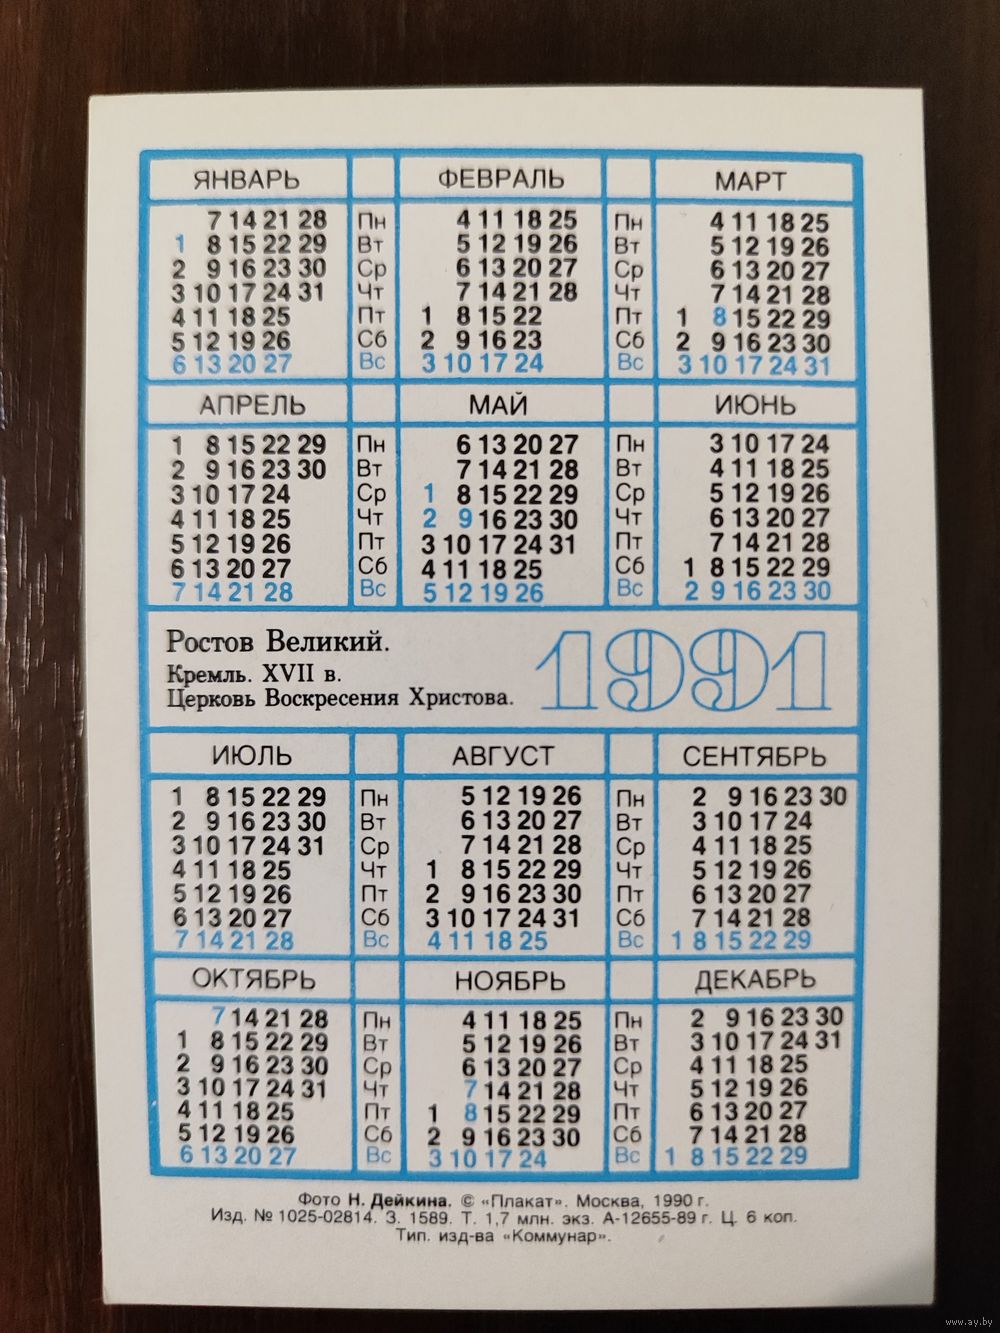 ЯНВАРЬ ФЕВРАЛЬ МАРТ
7 14 21 28 Пн 4 11 18 25 Пн 4 11 18 25
1 8 15 22 29 Вт 5 12 19 26 Вт 5 12 19 26
2 9 16 23 30 Ср 6 13 20 27 Ср 6 13 20 27
3 10 17 24 31 Чт 7 14 21 28 Чт 7 14 21 28
4 11 18 25 Пт 1 8 15 22 Пт 1 8 15 22 29
5 12 19 26 Сб 2 9 16 23 Сб 2 9 16 23 30
6 13 20 27 Вс 3 10 17 24 Вс 3 10 17 24 31
АПРЕЛЬ МАЙ ИЮНЬ
1 8 15 22 29 Пн 6 13 20 27 Пн 3 10 17 24
2 9 16 23 30 Вт 7 14 21 28 Вт 4 11 18 25
3 10 17 24 Ср 1 8 15 22 29 Ср 5 12 19 26
4 11 18 25 Чт 2 9 16 23 30 Чт 6 13 20 27
5 12 19 26 Пт 3 10 17 24 31 Пт 7 14 21 28
6 13 20 27 Сб 4 11 18 25 Сб 1 8 15 22 29
7 14 21 28 Вс 5 12 19 26 Вс 2 9 16 23 30
Ростов Великий.
Кремль. XVII в.
Церковь Воскресения Христова.
1991
ИЮЛЬ АВГУСТ СЕНТЯБРЬ
1 8 15 22 29 Пн 5 12 19 26 Пн 2 9 16 23 30
2 9 16 23 30 Вт 6 13 20 27 Вт 3 10 17 24
3 10 17 24 31 Ср 7 14 21 28 Ср 4 11 18 25
4 11 18 25 Чт 1 8 15 22 29 Чт 5 12 19 26
5 12 19 26 Пт 2 9 16 23 30 Пт 6 13 20 27
6 13 20 27 Сб 3 10 17 24 31 Сб 7 14 21 28
7 14 21 28 Вс 4 11 18 25 Вс 1 8 15 22 29
ОКТЯБРЬ НОЯБРЬ ДЕКАБРЬ
7 14 21 28 Пн 4 11 18 25 Пн 2 9 16 23 30
1 8 15 22 29 Вт 5 12 19 26 Вт 3 10 17 24 31
2 9 16 23 30 Ср 6 13 20 27 Ср 4 11 18 25
3 10 17 24 31 Чт 7 14 21 28 Чт 5 12 19 26
4 11 18 25 Пт 1 8 15 22 29 Пт 6 13 20 27
5 12 19 26 Сб 2 9 16 23 30 Сб 7 14 21 28
6 13 20 27 Вс 3 10 17 24 Вс 1 8 15 22 29
Фото Н. Дейкина. © «Плакат». Москва, 1990 г.
Изд. № 1025-02814. З. 1589. Т. 1,7 млн. экз. А-12655-89 г. Ц. 6 коп.
Тип. изд-ва «Коммунар».
www.ay.by